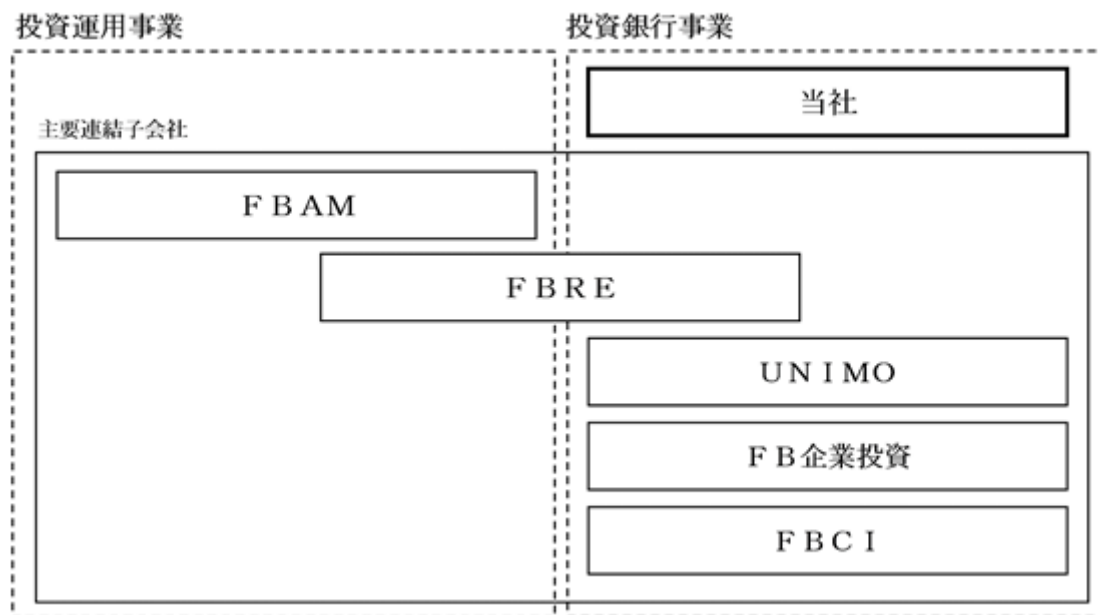 投資運用事業
投資銀行事業
当社
主要連結子会社
ＦＢＡＭ
ＦＢＲＥ
ＵＮＩＭＯ
ＦＢ企業投資
ＦＢＣＩ